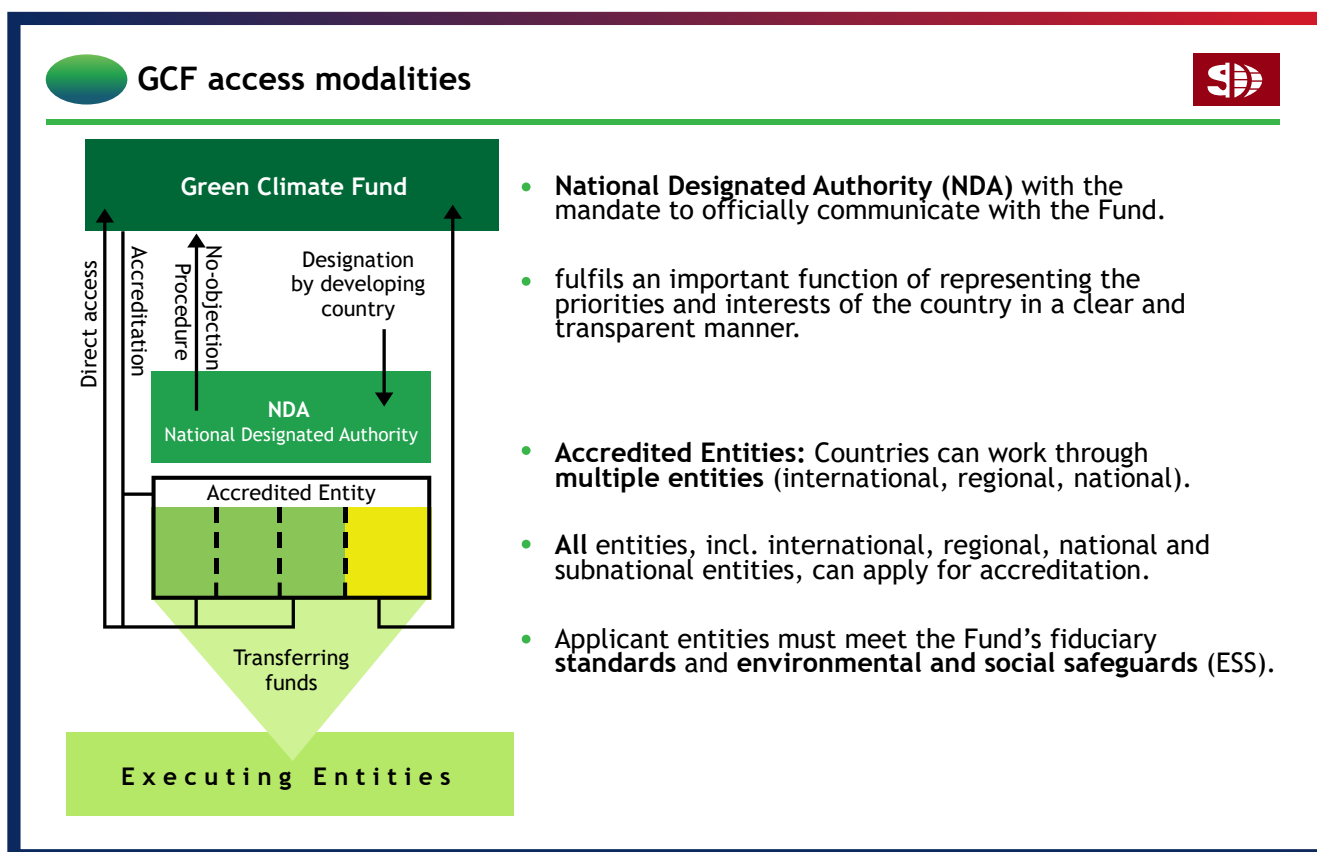 GCF access modalities
SD
Green Climate Fund
Direct access
Accreditation
No-objection
Procedure
Designation
by developing
country
NDA
National Designated Authority
Accredited Entity
Transferring
funds
Executing Entities
• National Designated Authority (NDA) with the
mandate to officially communicate with the Fund.
• fulfils an important function of representing the
priorities and interests of the country in a clear and
transparent manner.
• Accredited Entities: Countries can work through
multiple entities (international, regional, national).
• All entities, incl. international, regional, national and
subnational entities, can apply for accreditation.
• Applicant entities must meet the Fund’s fiduciary
standards and environmental and social safeguards (ESS).